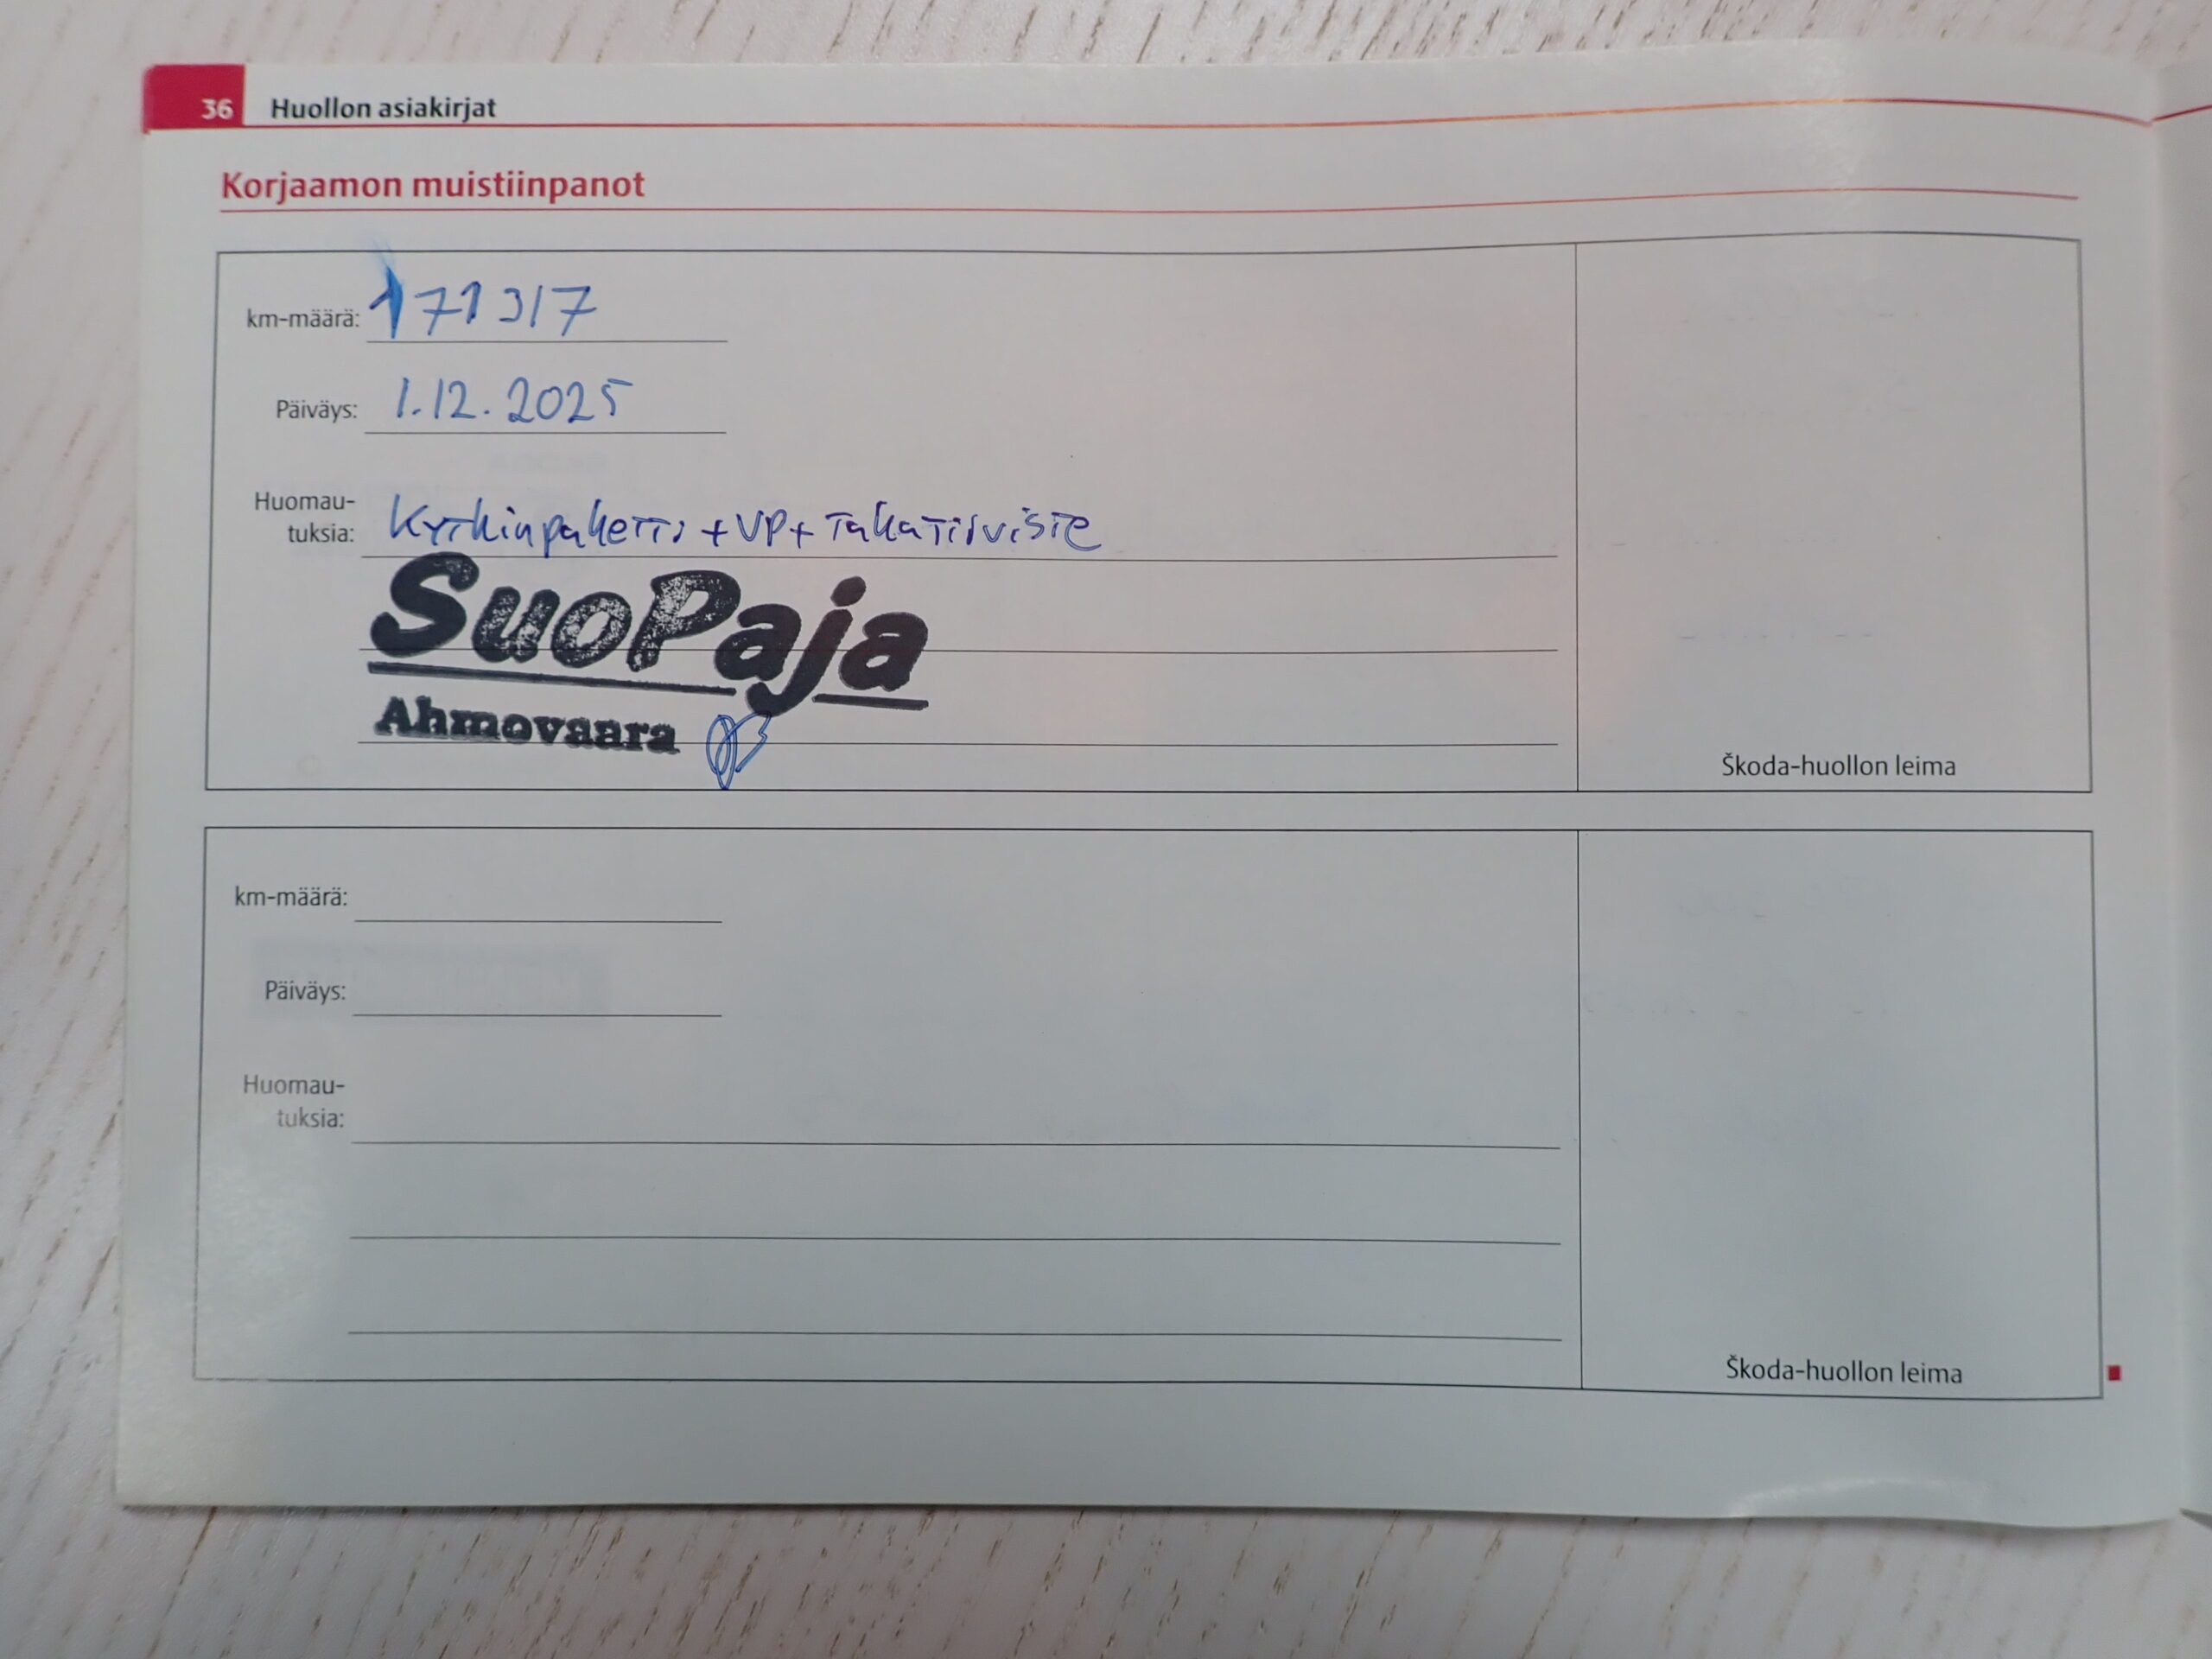 36 Huollon asiakirjat
Korjaamon muistiinpanot
km-määrä: 171317
Päiväys: 1.12.2025
Huomau-
tuksia: Kytkinpaketti + VP + Takatiiviste
SuoPaja
Ahmovaara
Škoda-huollon leima
km-määrä:
Päiväys:
Huomau-
tuksia:
Škoda-huollon leima